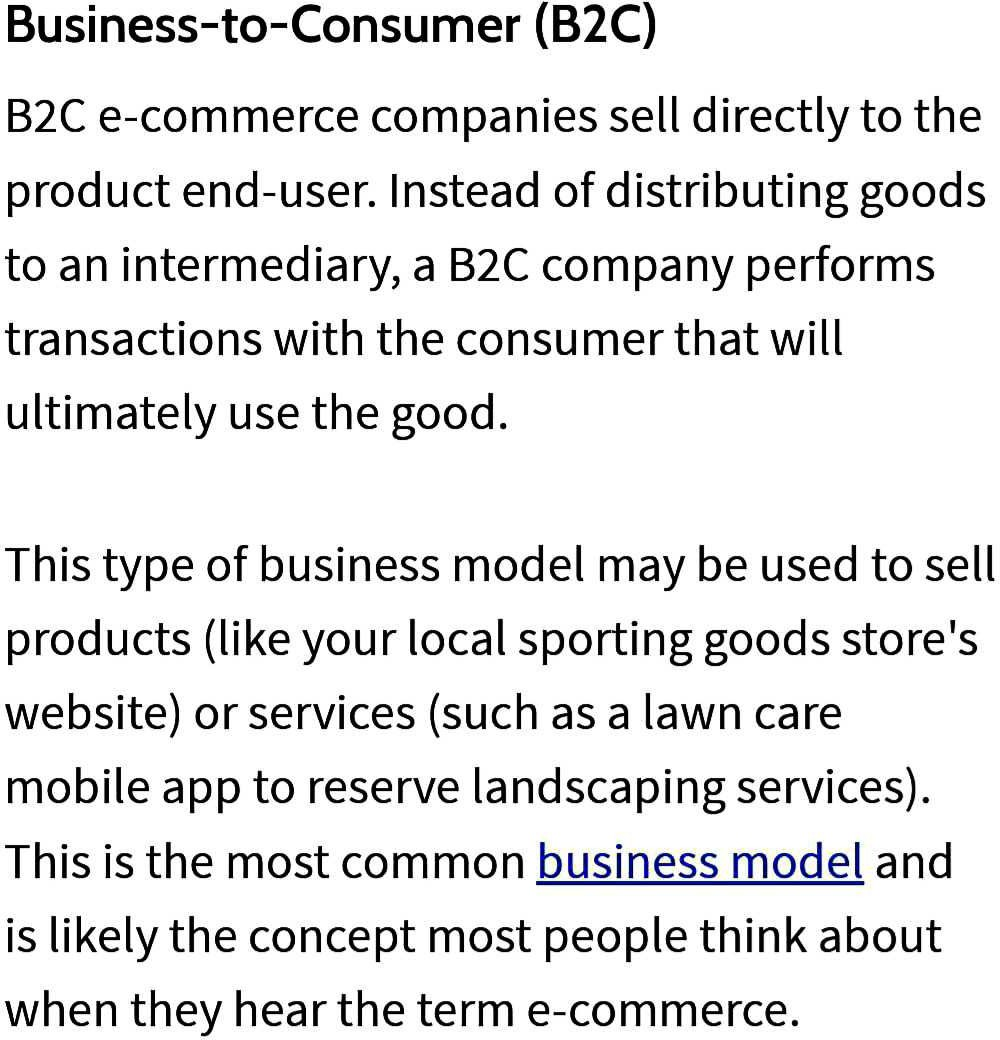 Business-to-Consumer (B2C)
B2C e-commerce companies sell directly to the
product end-user. Instead of distributing goods
to an intermediary, a B2C company performs
transactions with the consumer that will
ultimately use the good.
This type of business model may be used to sell
products (like your local sporting goods store's
website) or services (such as a lawn care
mobile app to reserve landscaping services).
This is the most common business model and
is likely the concept most people think about
when they hear the term e-commerce.